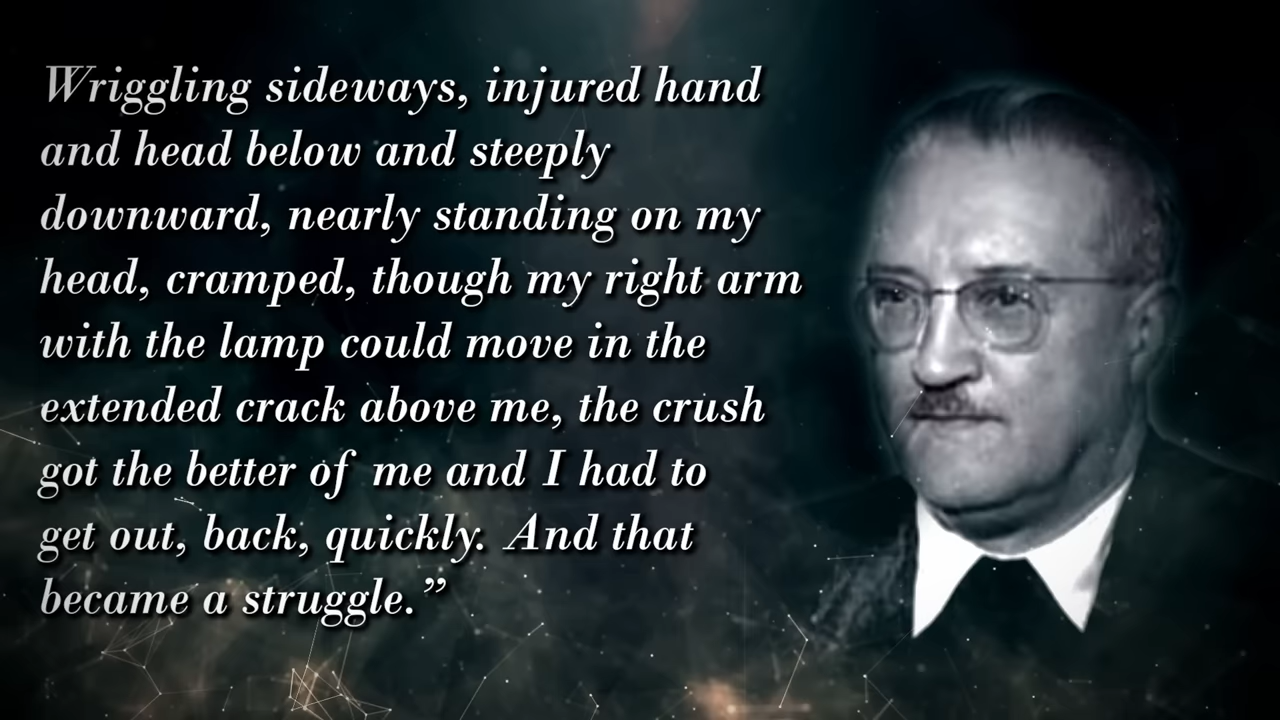 Wriggling sideways, injured hand
and head below and steeply
downward, nearly standing on my
head, cramped, though my right arm
with the lamp could move in the
extended crack above me, the crush
got the better of me and I had to
get out, back, quickly. And that
became a struggle.”